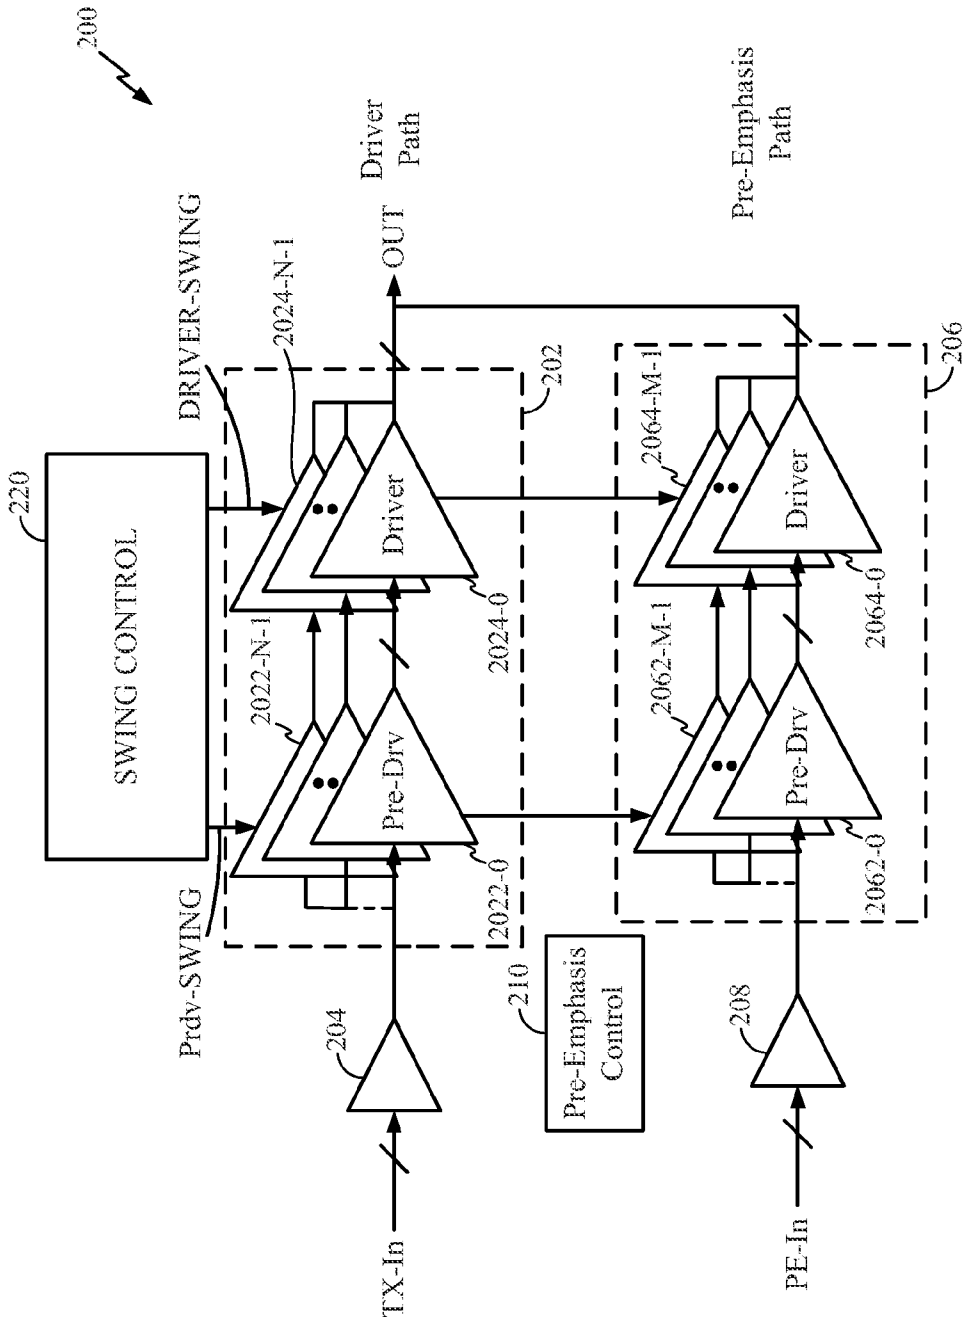 200
220
SWING CONTROL
Prdv-SWING
DRIVER-SWING
2022-N-1
2024-N-1
Driver
Path
TX-In
204
Pre-Drv
Driver
OUT
2022-0
2024-0
202
210
Pre-Emphasis
Control
2062-M-1
2064-M-1
Pre-Emphasis
Path
PE-In
208
Pre-Drv
Driver
2062-0
2064-0
206